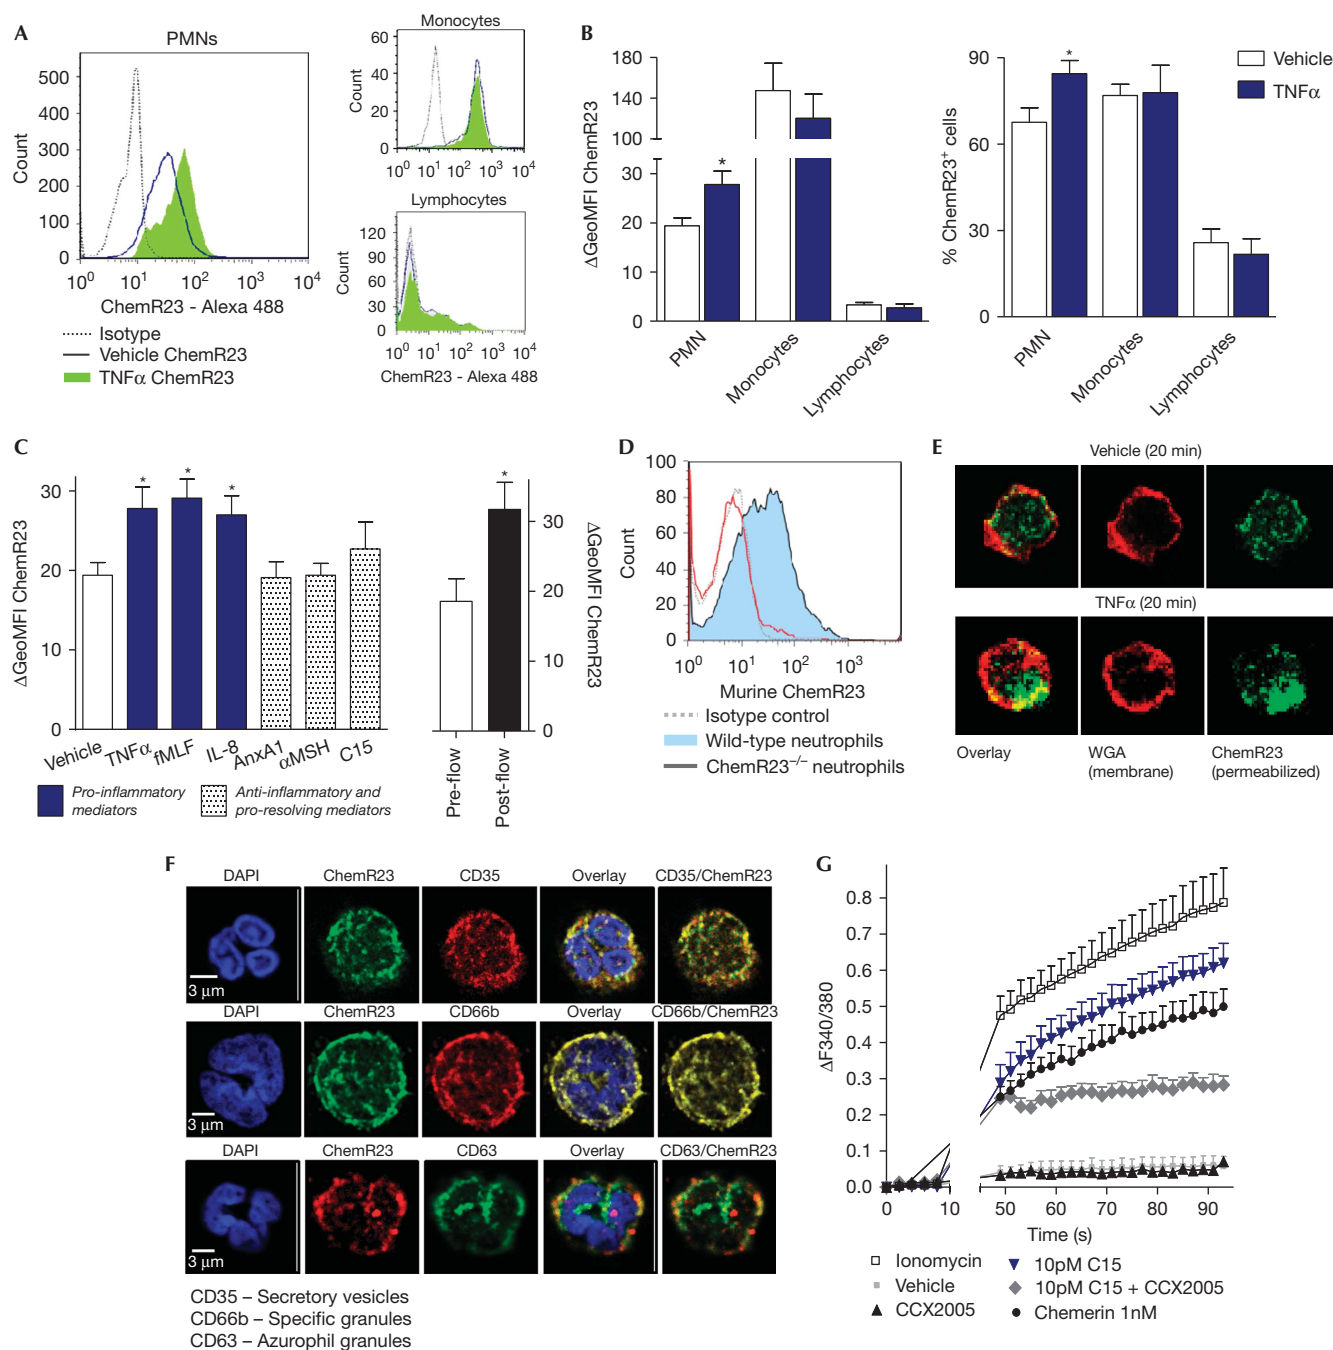 A
PMNs
Count
500
400
300
200
100
0
10⁰ 10¹ 10² 10³ 10⁴
ChemR23 - Alexa 488
Isotype
Vehicle ChemR23
TNFα ChemR23
Monocytes
Count
60
40
20
0
10⁰ 10¹ 10² 10³ 10⁴
Lymphocytes
Count
120
90
60
30
0
10⁰ 10¹ 10² 10³ 10⁴
ChemR23 - Alexa 488
B
ΔGeoMFI ChemR23
180
140
100
30
20
10
0
*
PMN
Monocytes
Lymphocytes
% ChemR23⁺ cells
90
60
30
0
*
PMN
Monocytes
Lymphocytes
Vehicle
TNFα
C
ΔGeoMFI ChemR23
30
20
10
0
* * *
Vehicle
TNFα
fMLF
IL-8
AnxA1
αMSH
C15
Pro-inflammatory
mediators
Anti-inflammatory and
pro-resolving mediators
*
30
20
10
0
ΔGeoMFI ChemR23
Pre-flow
Post-flow
D
Count
100
80
60
40
20
0
10⁰ 10¹ 10² 10³
Murine ChemR23
Isotype control
Wild-type neutrophils
ChemR23⁻/⁻ neutrophils
E
Vehicle (20 min)
TNFα (20 min)
Overlay
WGA
(membrane)
ChemR23
(permeabilized)
F
DAPI ChemR23 CD35 Overlay CD35/ChemR23
3 μm
DAPI ChemR23 CD66b Overlay CD66b/ChemR23
3 μm
DAPI ChemR23 CD63 Overlay CD63/ChemR23
3 μm
CD35 – Secretory vesicles
CD66b – Specific granules
CD63 – Azurophil granules
G
ΔF340/380
0.8
0.7
0.6
0.5
0.4
0.3
0.2
0.1
0.0
0 10 50 60 70 80 90
Time (s)
Ionomycin
Vehicle
CCX2005
10pM C15
10pM C15 + CCX2005
Chemerin 1nM